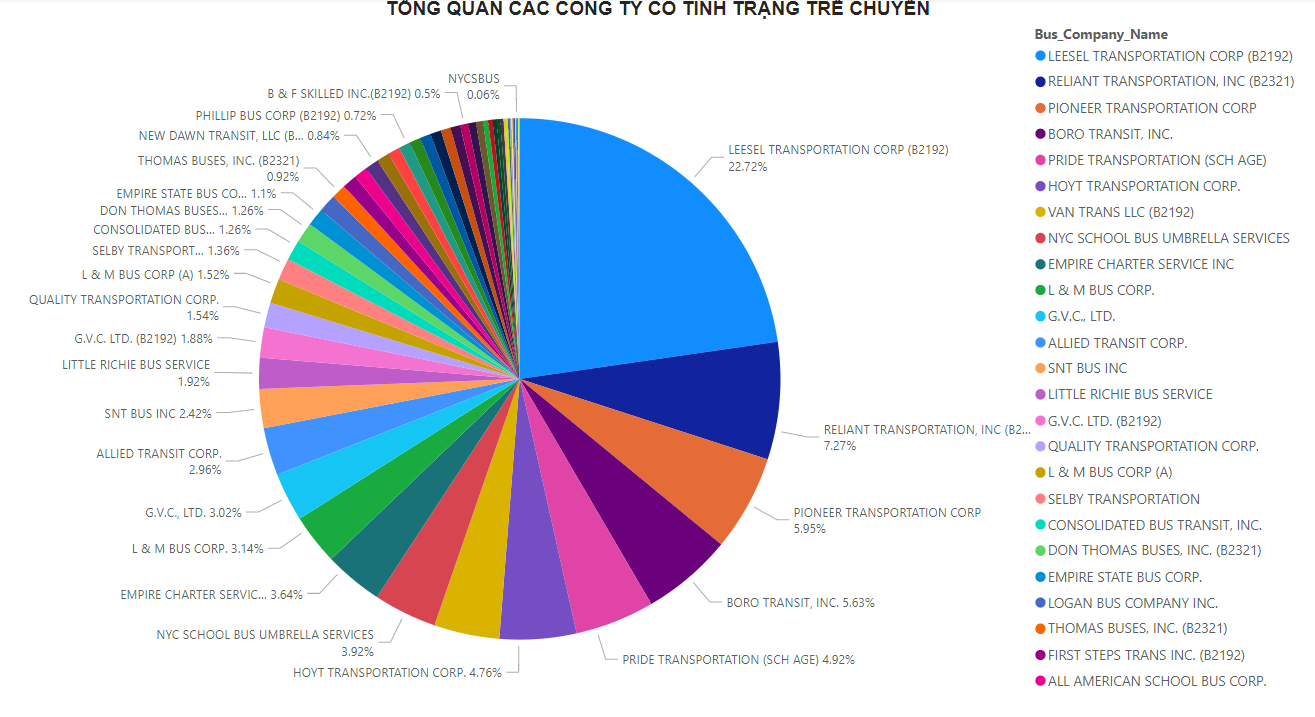 TỔNG QUAN CÁC CÔNG TY CÓ TÌNH TRẠNG TRỄ CHUYẾN
NYCSBUS
0.06%
B & F SKILLED INC.(B2192) 0.5%
PHILLIP BUS CORP (B2192) 0.72%
NEW DAWN TRANSIT, LLC (B... 0.84%
THOMAS BUSES, INC. (B2321)
0.92%
EMPIRE STATE BUS CO... 1.1%
DON THOMAS BUSES... 1.26%
CONSOLIDATED BUS... 1.26%
SELBY TRANSPORT... 1.36%
L & M BUS CORP (A) 1.52%
QUALITY TRANSPORTATION CORP.
1.54%
G.V.C. LTD. (B2192) 1.88%
LITTLE RICHIE BUS SERVICE
1.92%
SNT BUS INC 2.42%
ALLIED TRANSIT CORP.
2.96%
G.V.C., LTD. 3.02%
L & M BUS CORP. 3.14%
EMPIRE CHARTER SERVIC... 3.64%
NYC SCHOOL BUS UMBRELLA SERVICES
3.92%
HOYT TRANSPORTATION CORP. 4.76%
PRIDE TRANSPORTATION (SCH AGE) 4.92%
BORO TRANSIT, INC. 5.63%
PIONEER TRANSPORTATION CORP
5.95%
RELIANT TRANSPORTATION, INC (B2...
7.27%
LEESEL TRANSPORTATION CORP (B2192)
22.72%
Bus_Company_Name
LEESEL TRANSPORTATION CORP (B2192)
RELIANT TRANSPORTATION, INC (B2321)
PIONEER TRANSPORTATION CORP
BORO TRANSIT, INC.
PRIDE TRANSPORTATION (SCH AGE)
HOYT TRANSPORTATION CORP.
VAN TRANS LLC (B2192)
NYC SCHOOL BUS UMBRELLA SERVICES
EMPIRE CHARTER SERVICE INC
L & M BUS CORP.
G.V.C., LTD.
ALLIED TRANSIT CORP.
SNT BUS INC
LITTLE RICHIE BUS SERVICE
G.V.C. LTD. (B2192)
QUALITY TRANSPORTATION CORP.
L & M BUS CORP (A)
SELBY TRANSPORTATION
CONSOLIDATED BUS TRANSIT, INC.
DON THOMAS BUSES, INC. (B2321)
EMPIRE STATE BUS CORP.
LOGAN BUS COMPANY INC.
THOMAS BUSES, INC. (B2321)
FIRST STEPS TRANS INC. (B2192)
ALL AMERICAN SCHOOL BUS CORP.